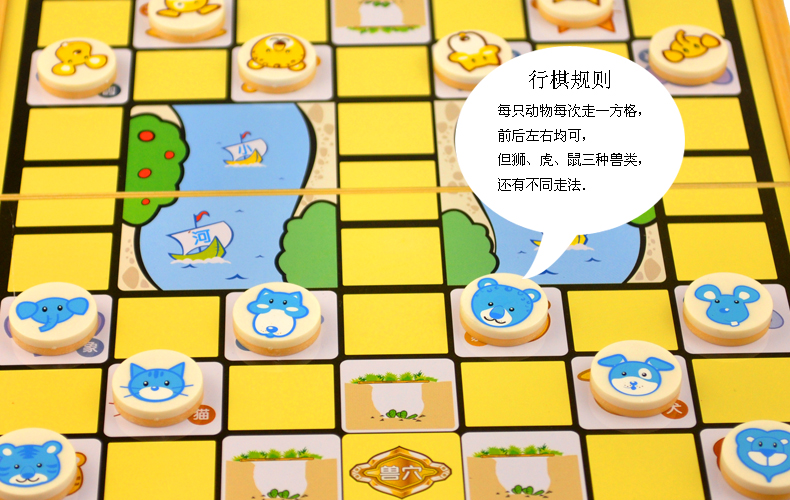 行棋规则
每只动物每次走一方格,
前后左右均可,
但狮、虎、鼠三种兽类,
还有不同走法.
小
河
象
猫
犬
兽穴